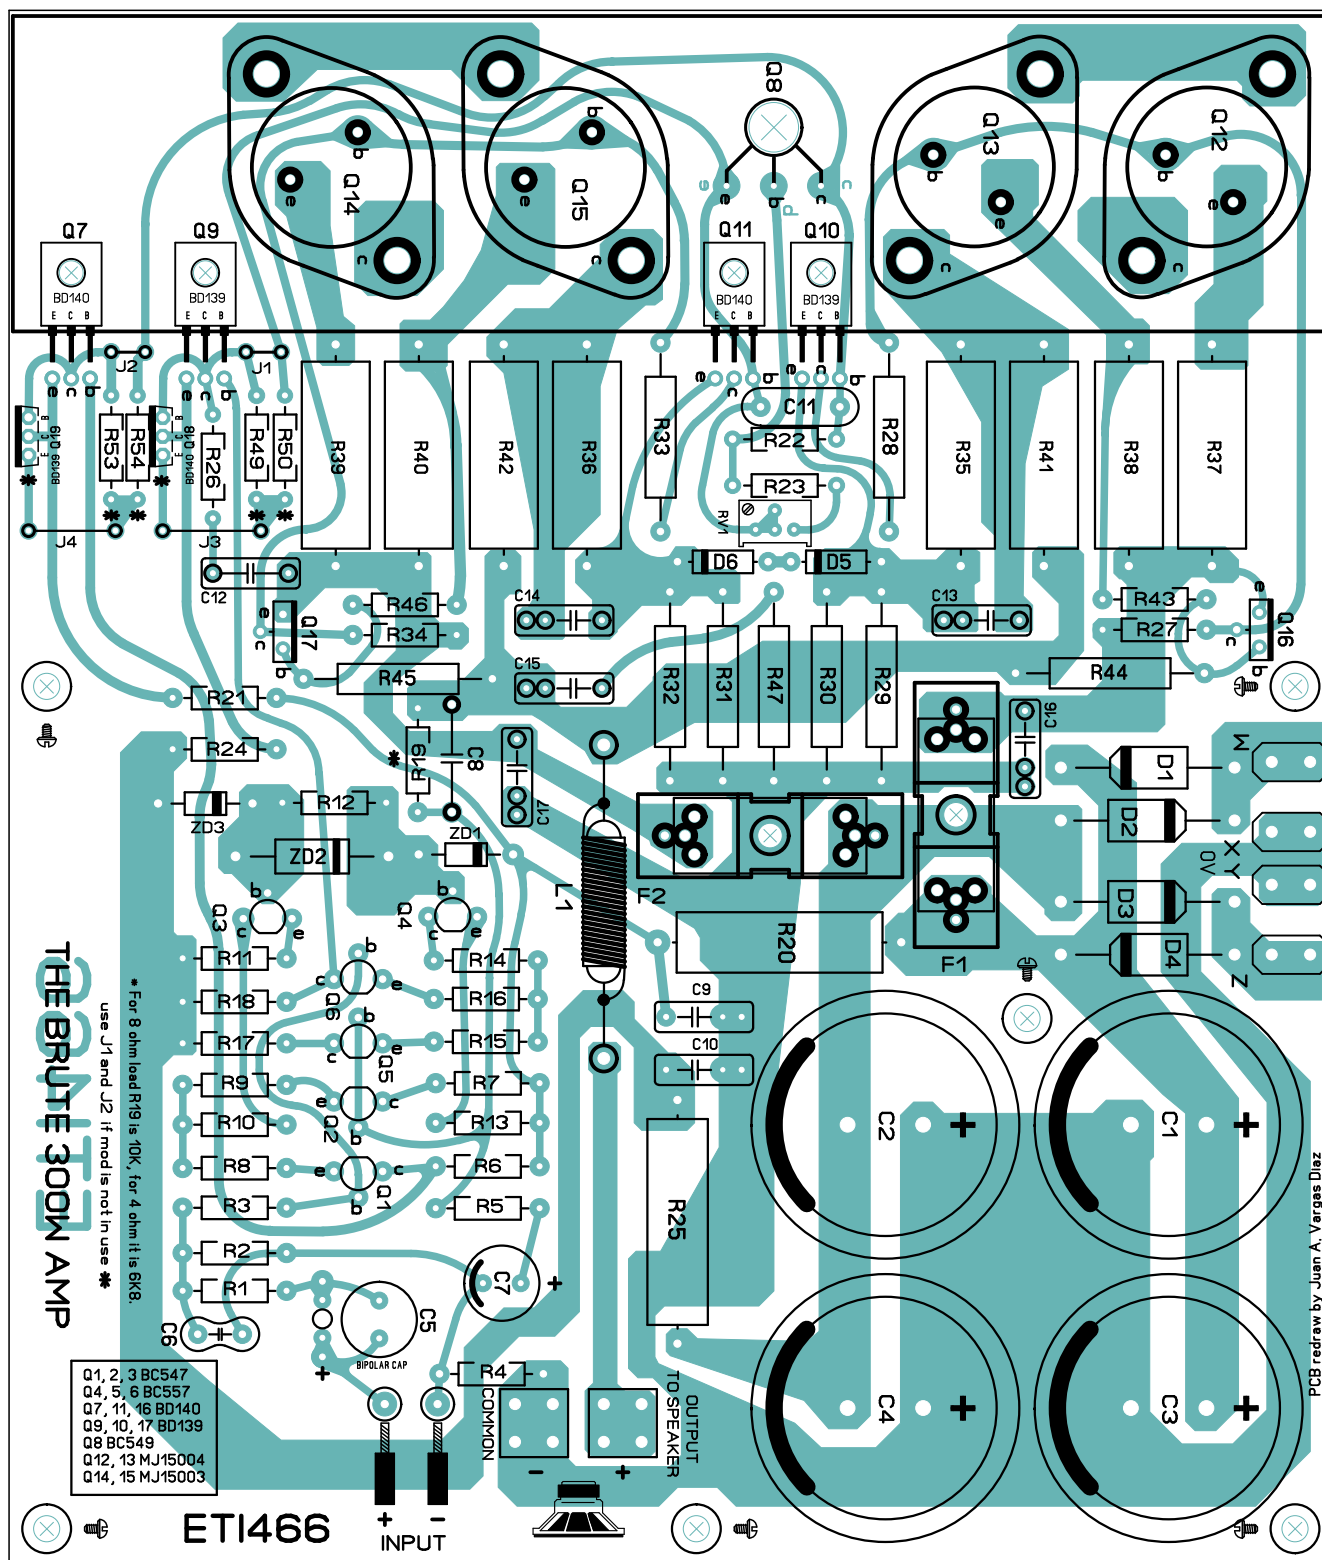 Q8
Q14
Q15
Q13
Q12
b
b
b
b
e
e
e
e
c
c
c
c
e
b
c
Q7
Q9
Q11
Q10
BD140
BD139
BD140
BD139
E C B
E C B
E C B
E C B
J2
J1
e c b
e c b
e c b
e c b
BD139 Q19
BD140 Q18
B C E
B C E
R53
R54
R26
R49
R50
R39
R40
R42
R36
R33
C11
R22
R23
RV1
R28
R35
R41
R38
R37
J4
J3
D6
D5
C12
C14
C13
R46
R34
R43
R27
e
c
b
Q17
e
c
b
Q16
R45
C15
R32
R31
R47
R30
R29
R44
R21
R24
*
R19
C8
C17
C16
D1
D2
D3
D4
W
X
Y
0V
Z
ZD3
R12
ZD2
ZD1
L1
F2
F1
R20
Q3
Q4
b
c
e
b
c
e
R11
R18
R17
R9
R10
R8
R3
R2
R1
R14
R16
R15
R7
R13
R6
R5
Q6
Q5
Q2
Q1
b
c
e
b
c
e
e
c
b
e
c
b
C9
C10
C2
C1
C4
C3
+
+
+
+
R25
C7
+
C5
BIPOLAR CAP
+
C6
R4
COMMON
OUTPUT
TO SPEAKER
-
+
THE BRUTE 300W AMP
use J1 and J2 if mod is not in use *
* For 8 ohm load R19 is 10K, for 4 ohm it is 6K8.
PCB redraw by Juan A. Vargas Diaz
Q1, 2, 3 BC547
Q4, 5, 6 BC557
Q7, 11, 16 BD140
Q9, 10, 17 BD139
Q8 BC549
Q12, 13 MJ15004
Q14, 15 MJ15003
ETI466
+ -
INPUT